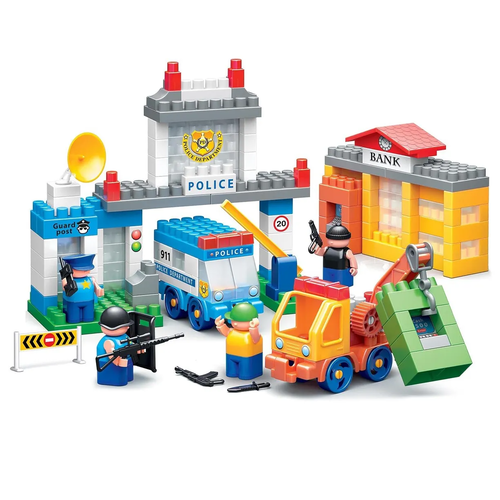 POLICE DEPARTMENT
POLICE
BANK
Guard
post
20
911
POLICE
POLICE DEPARTMENT